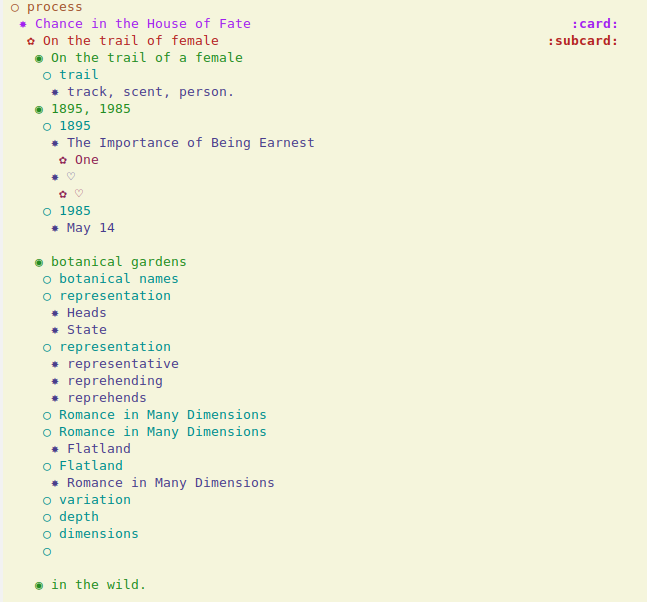 ○ process
✸ Chance in the House of Fate :card:
✿ On the trail of female :subcard:
◉ On the trail of a female
○ trail
✸ track, scent, person.
◉ 1895, 1985
○ 1895
✸ The Importance of Being Earnest
✿ One
✸ ♡
✿ ♡
○ 1985
✸ May 14
◉ botanical gardens
○ botanical names
○ representation
✸ Heads
✸ State
○ representation
✸ representative
✸ reprehending
✸ reprehends
○ Romance in Many Dimensions
○ Romance in Many Dimensions
✸ Flatland
○ Flatland
✸ Romance in Many Dimensions
○ variation
○ depth
○ dimensions
○
◉ in the wild.